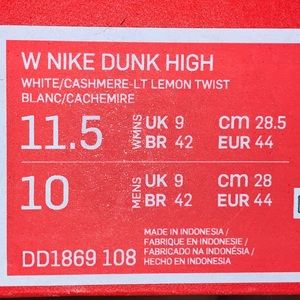 W NIKE DUNK HIGH
WHITE/CASHMERE-LT LEMON TWIST
BLANC/CACHEMIRE
11.5 WMNS UK 9 cm 28.5
BR 42 EUR 44
10 MENS UK 9 cm 28
BR 42 EUR 44
MADE IN INDONESIA /
FABRIQUE EN INDONESIE /
FABRICADO NA INDONÉSIA /
DD1869 108 HECHO EN INDONESIA